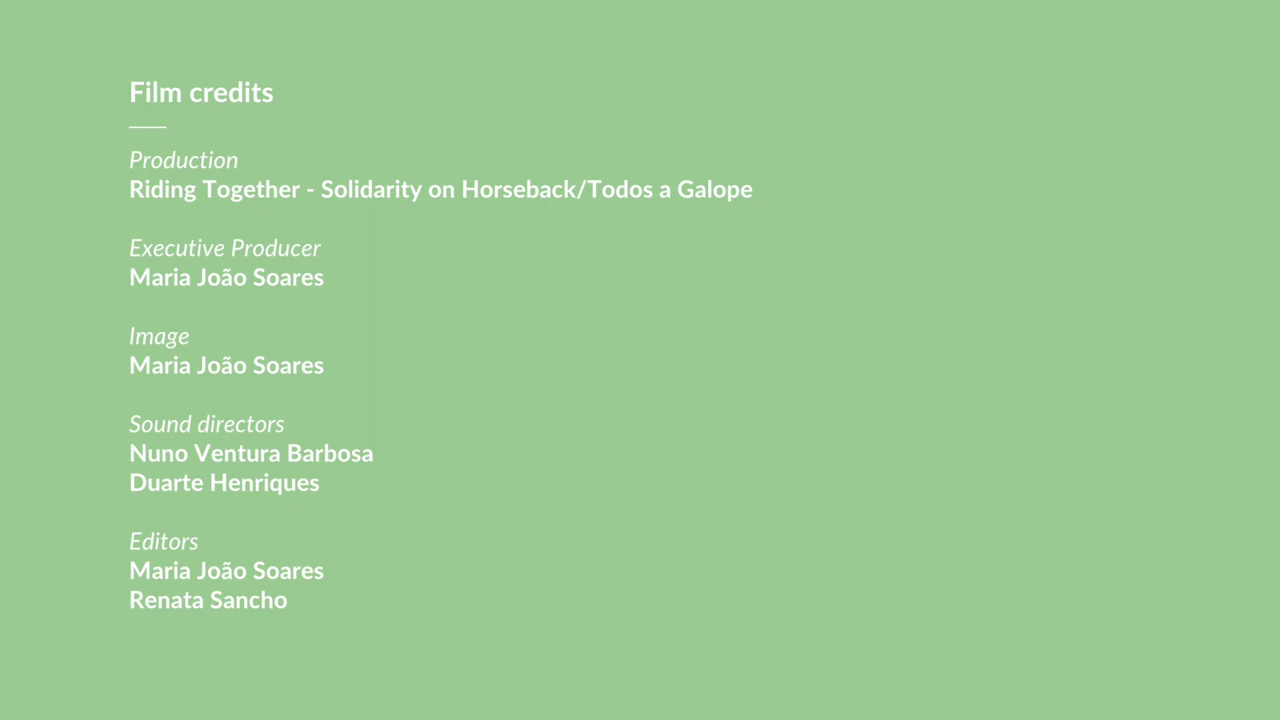 Film credits
Production
Riding Together - Solidarity on Horseback/Todos a Galope
Executive Producer
Maria João Soares
Image
Maria João Soares
Sound directors
Nuno Ventura Barbosa
Duarte Henriques
Editors
Maria João Soares
Renata Sancho